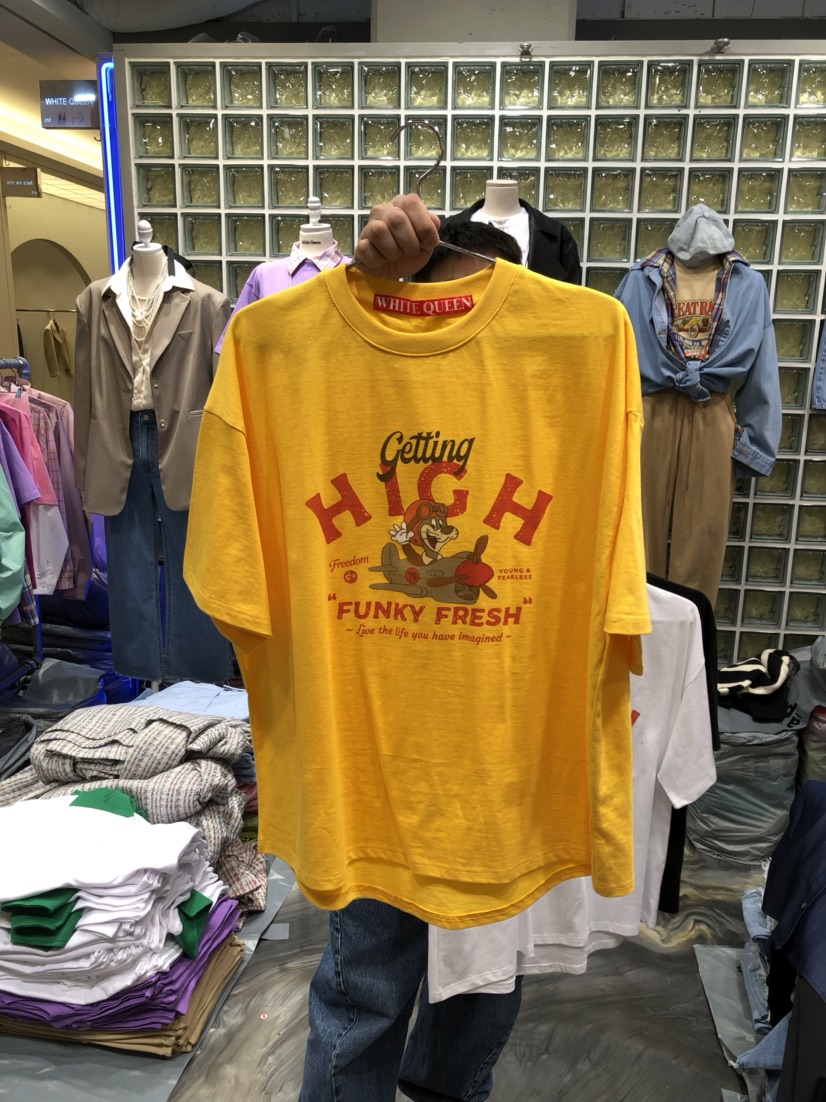 WHITE QUEEN
WHITE QUEEN
Getting
HIGH
Freedom
YOUNG &
FEARLESS
"FUNKY FRESH"
~ Live the life you have imagined ~